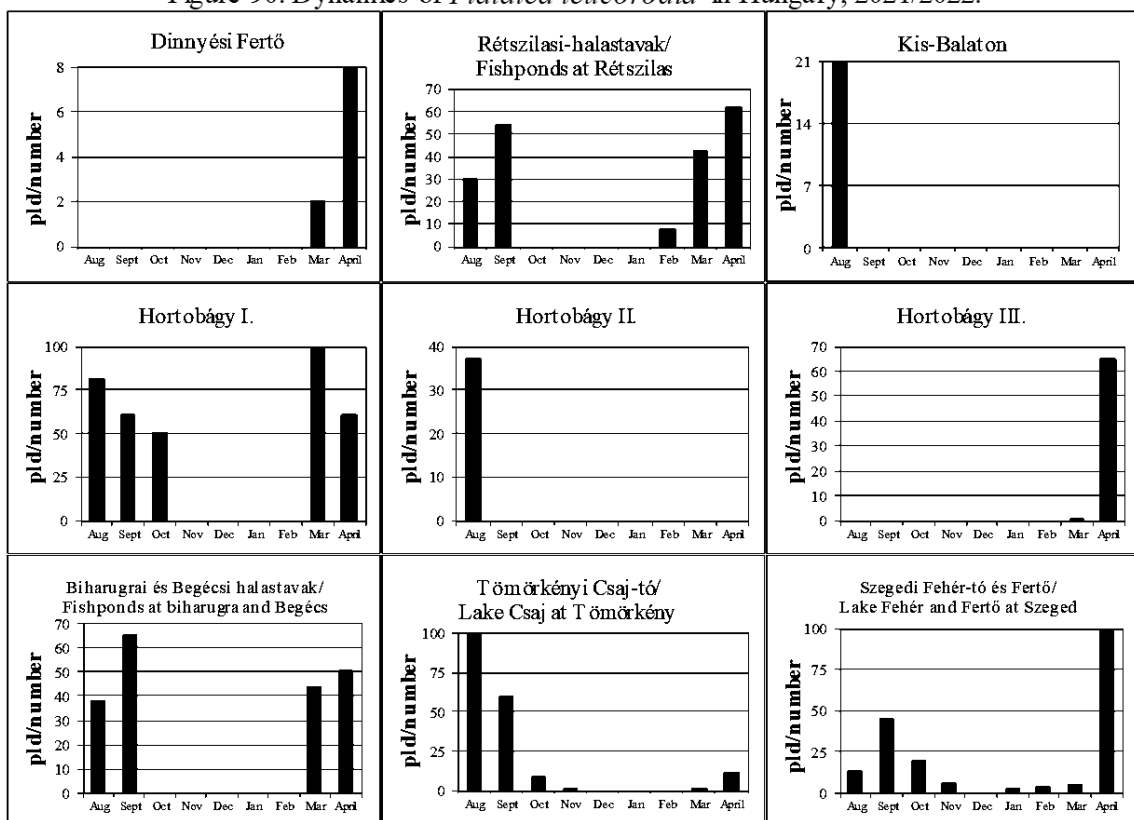 Figure Dynamics of Platalea leucorodia in Hungary, 2021/2022.
Dinnyési Fertő
pld/number
8
6
4
2
0
Aug Sept Oct Nov Dec Jan Feb Mar April
Rétszilasi-halastavak/
Fishponds at Rétszilas
pld/number
70
60
50
40
30
20
10
0
Aug Sept Oct Nov Dec Jan Feb Mar April
Kis-Balaton
pld/number
21
14
7
0
Aug Sept Oct Nov Dec Jan Feb Mar April
Hortobágy I.
pld/number
100
75
50
25
0
Aug Sept Oct Nov Dec Jan Feb Mar April
Hortobágy II.
pld/number
40
30
20
10
0
Aug Sept Oct Nov Dec Jan Feb Mar April
Hortobágy III.
pld/number
70
60
50
40
30
20
10
0
Aug Sept Oct Nov Dec Jan Feb Mar April
Biharugrai és Begécsi halastavak/
Fishponds at biharugra and Begécs
pld/number
70
60
50
40
30
20
10
0
Aug Sept Oct Nov Dec Jan Feb Mar April
Tömörkényi Csaj-tó/
Lake Csaj at Tömörkény
pld/number
100
75
50
25
0
Aug Sept Oct Nov Dec Jan Feb Mar April
Szegedi Fehér-tó és Fertő/
Lake Fehér and Fertő at Szeged
pld/number
100
75
50
25
0
Aug Sept Oct Nov Dec Jan Feb Mar April